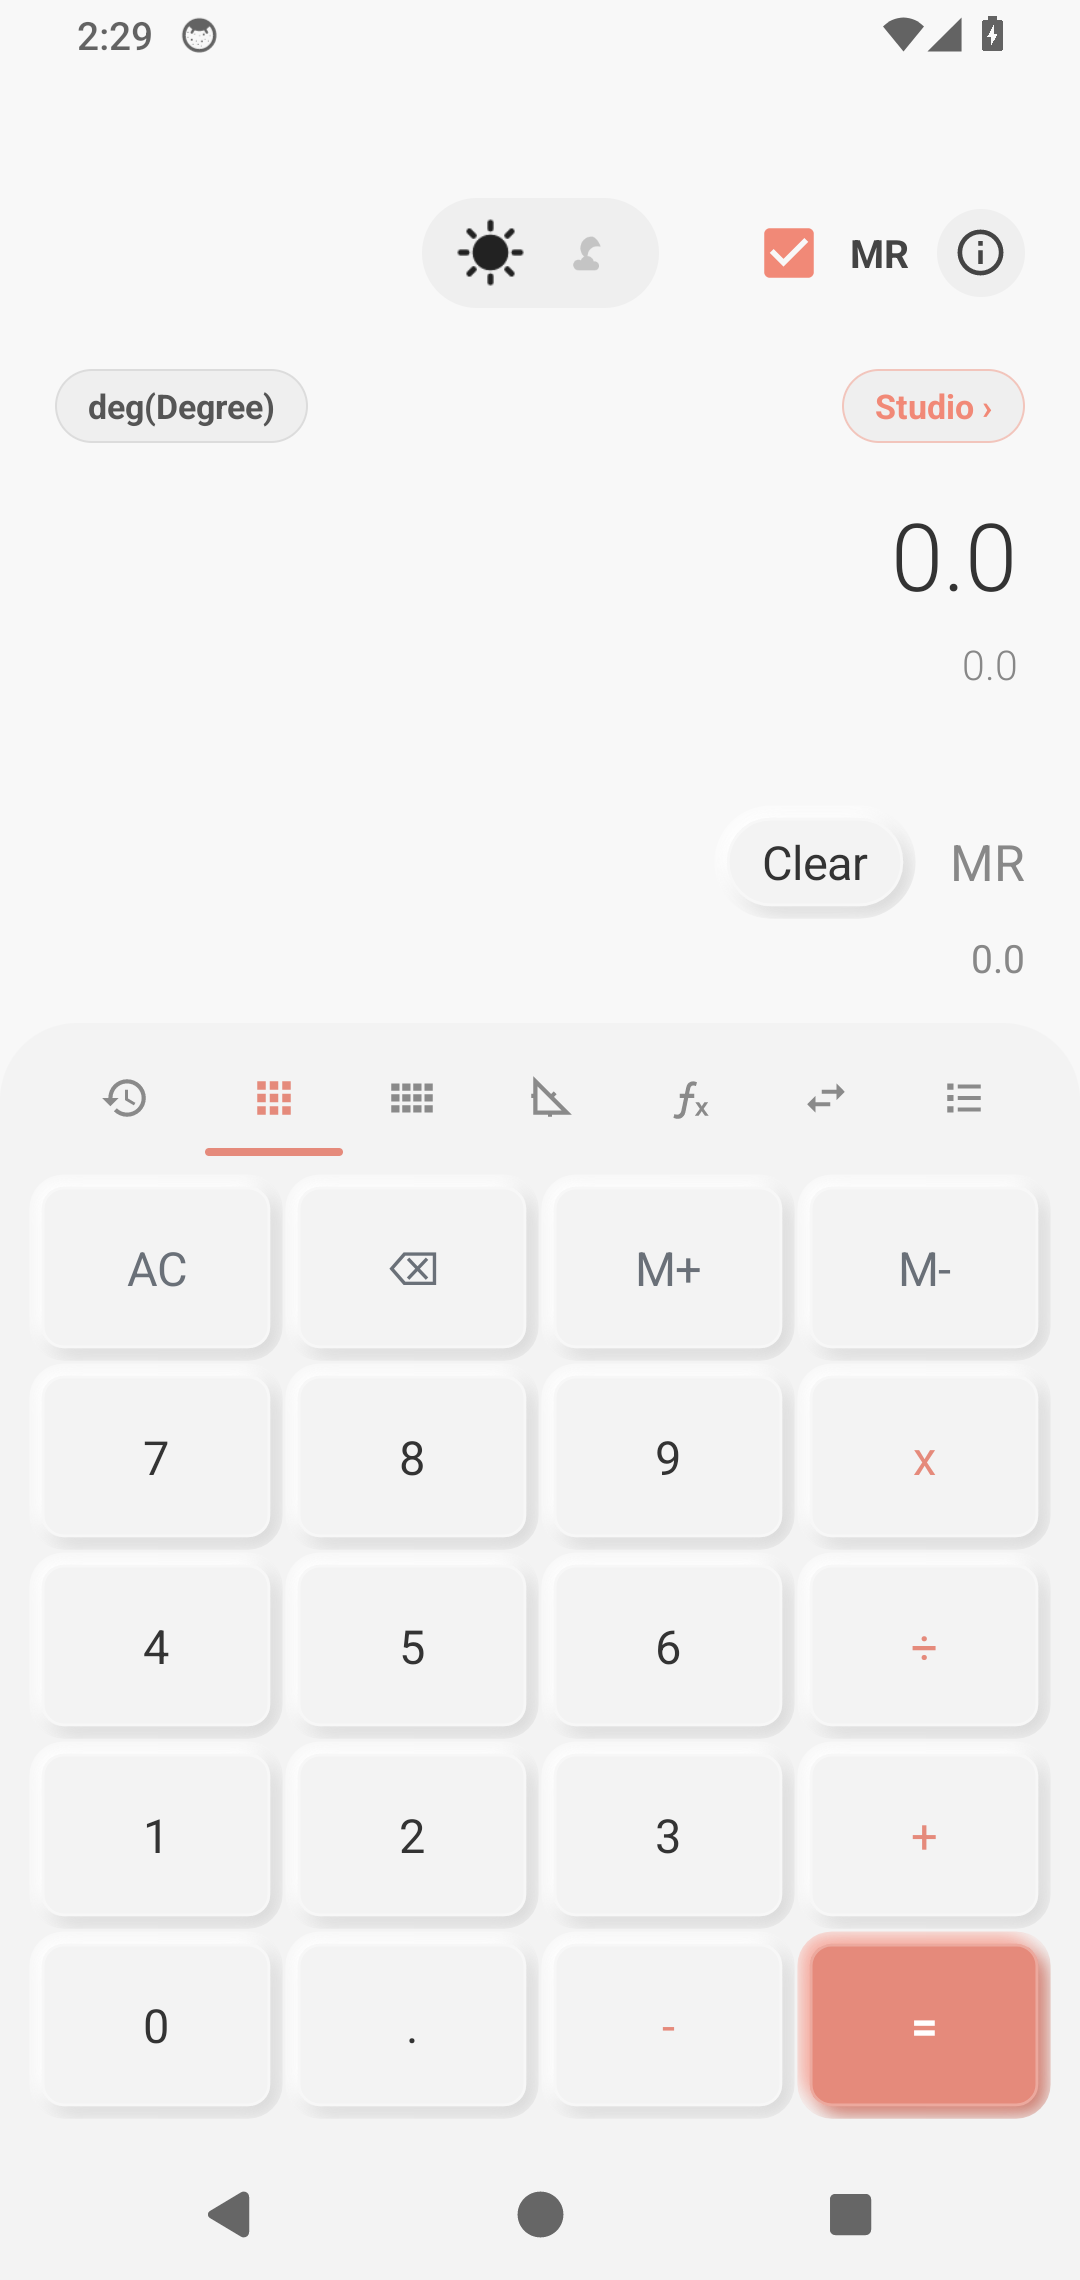 2:29
MR
deg(Degree)
Studio ›
0.0
0.0
Clear MR
0.0
fx
AC M+ M-
7 8 9 x
4 5 6 ÷
1 2 3 +
0 . - =